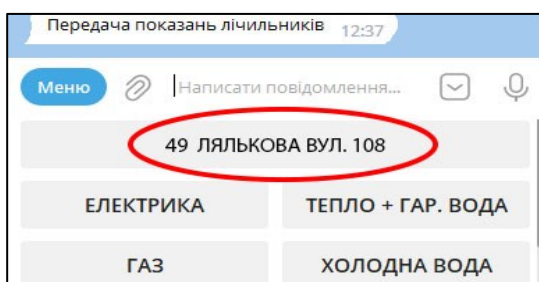 Передача показань лічильників 12:37
Меню Написати повідомлення...
49 ЛЯЛЬКОВА ВУЛ. 108
ЕЛЕКТРИКА ТЕПЛО + ГАР. ВОДА
ГАЗ ХОЛОДНА ВОДА